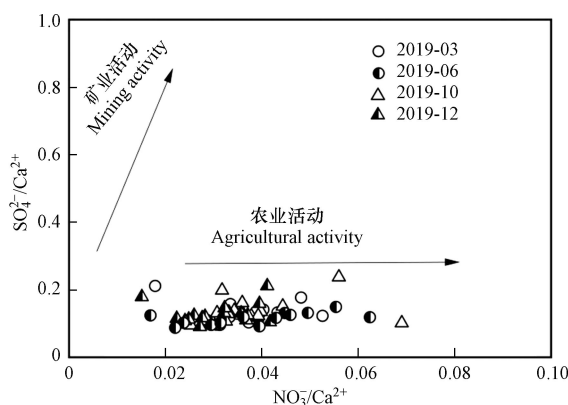 1.0
0.8
0.6
0.4
0.2
0
SO₄²⁻/Ca²⁺
矿业活动
Mining activity
2019-03
2019-06
2019-10
2019-12
农业活动
Agricultural activity
0 0.02 0.04 0.06 0.08 0.10
NO₃⁻/Ca²⁺